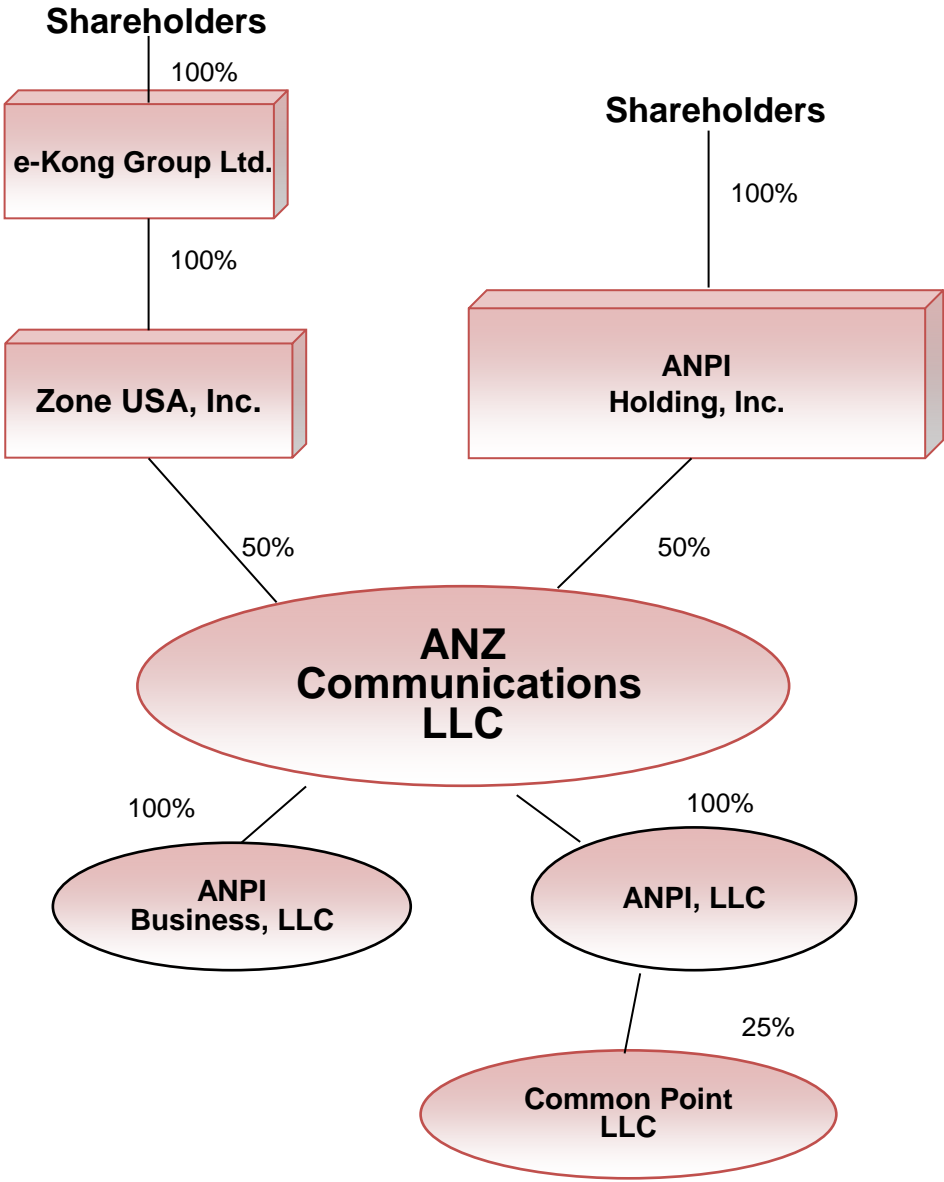 Shareholders
100%
e-Kong Group Ltd.
100%
Zone USA, Inc.
50%
Shareholders
100%
ANPI
Holding, Inc.
50%
ANZ
Communications
LLC
100%
ANPI
Business, LLC
100%
ANPI, LLC
25%
Common Point
LLC